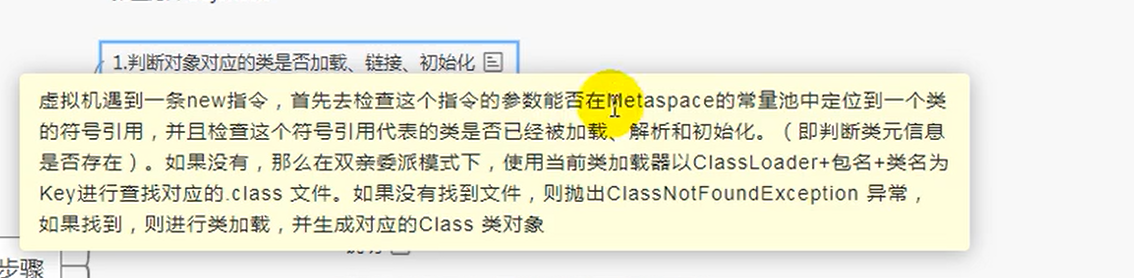 1.判断对象对应的类是否加载、链接、初始化
虚拟机遇到一条new指令，首先去检查这个指令的参数能否在Metaspace的常量池中定位到一个类
的符号引用，并且检查这个符号引用代表的类是否已经被加载、解析和初始化。（即判断类元信息
是否存在）。如果没有，那么在双亲委派模式下，使用当前类加载器以ClassLoader+包名+类名为
Key进行查找对应的.class 文件。如果没有找到文件，则抛出ClassNotFoundException 异常，
如果找到，则进行类加载，并生成对应的Class 类对象
步骤